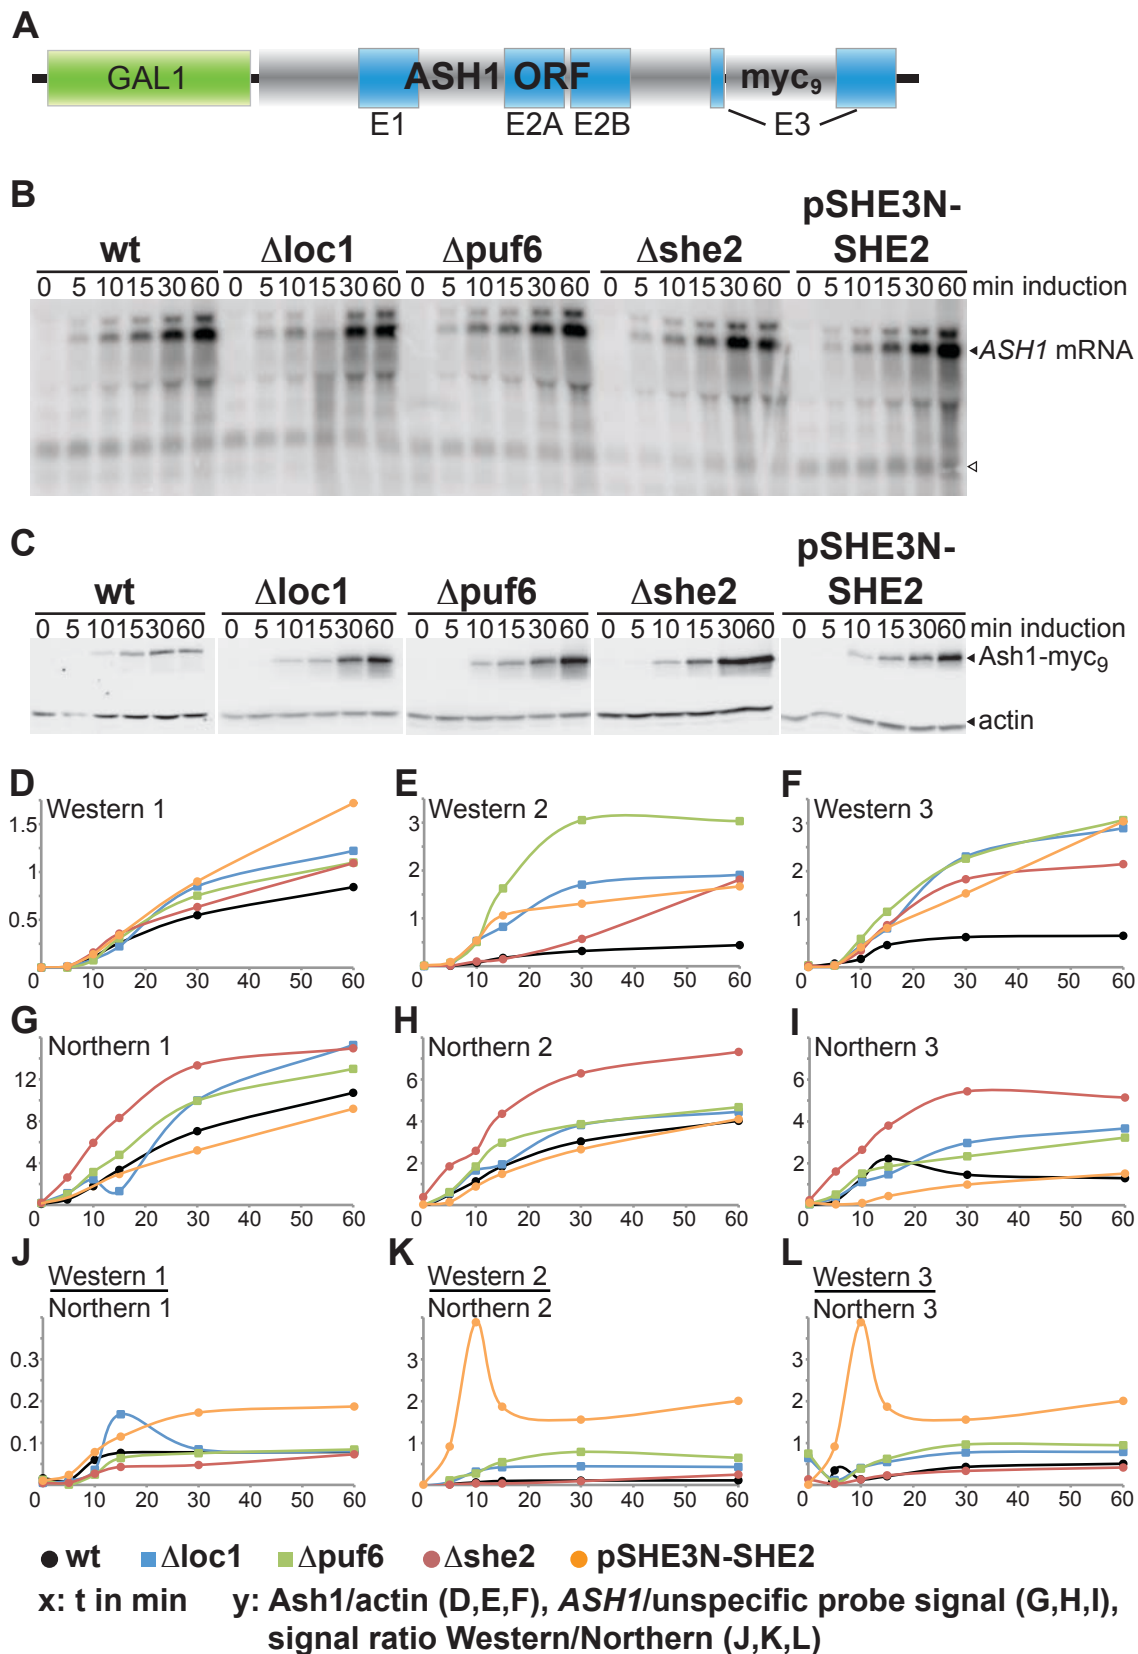 A
GAL1
ASH1 ORF
myc9
E1
E2A
E2B
E3
B
wt
Δloc1
Δpuf6
Δshe2
pSHE3N-
SHE2
0 5 10 15 30 60 0 5 10 15 30 60 0 5 10 15 30 60 0 5 10 15 30 60 0 5 10 15 30 60 min induction
ASH1 mRNA
C
wt
Δloc1
Δpuf6
Δshe2
pSHE3N-
SHE2
0 5 10 15 30 60 0 5 10 15 30 60 0 5 10 15 30 60 0 5 10 15 30 60 0 5 10 15 30 60 min induction
Ash1-myc9
actin
D
Western 1
1.5
1
0.5
0
0 10 20 30 40 50 60
E
Western 2
3
2
1
0
0 10 20 30 40 50 60
F
Western 3
3
2
1
0
0 10 20 30 40 50 60
G
Northern 1
12
8
4
0 10 20 30 40 50 60
H
Northern 2
6
4
2
0 10 20 30 40 50 60
I
Northern 3
6
4
2
0 10 20 30 40 50 60
J
Western 1
Northern 1
0.3
0.2
0.1
0 10 20 30 40 50 60
K
Western 2
Northern 2
3
2
1
0 10 20 30 40 50 60
L
Western 3
Northern 3
3
2
1
0 10 20 30 40 50 60
wt Δloc1 Δpuf6 Δshe2 pSHE3N-SHE2
x: t in min y: Ash1/actin (D,E,F), ASH1/unspecific probe signal (G,H,I),
signal ratio Western/Northern (J,K,L)